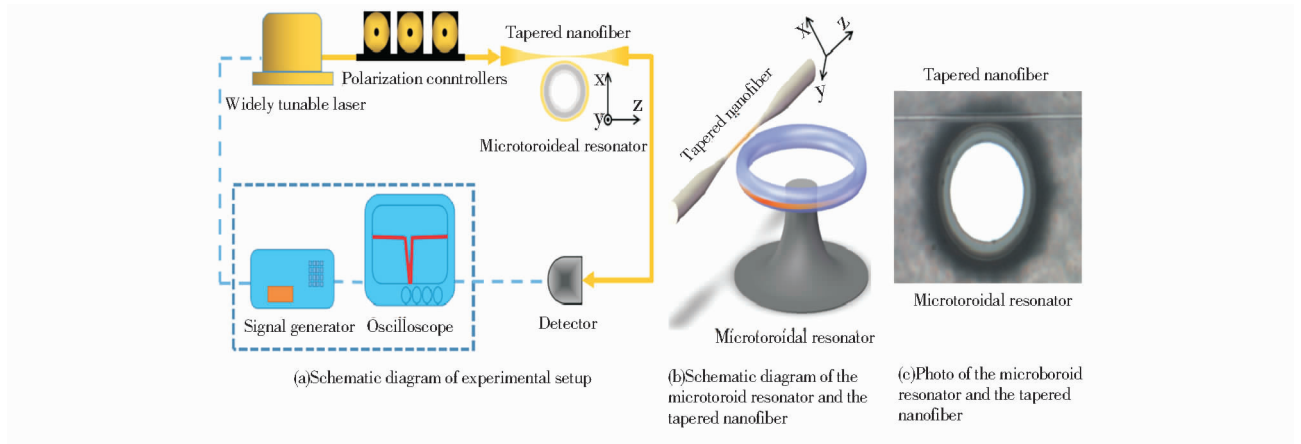 Tapered nanofiber
Polarization conntrollers
Widely tunable laser
x
z
y
Microtoroideal resonator
Signal generator
Oscilloscope
Detector
(a)Schematic diagram of experimental setup
x
z
y
Tapered nanofiber
Microtoroidal resonator
(b)Schematic diagram of the
microtoroid resonator and the
tapered nanofiber
Tapered nanofiber
Microtoroidal resonator
(c)Photo of the microboroid
resonator and the tapered
nanofiber